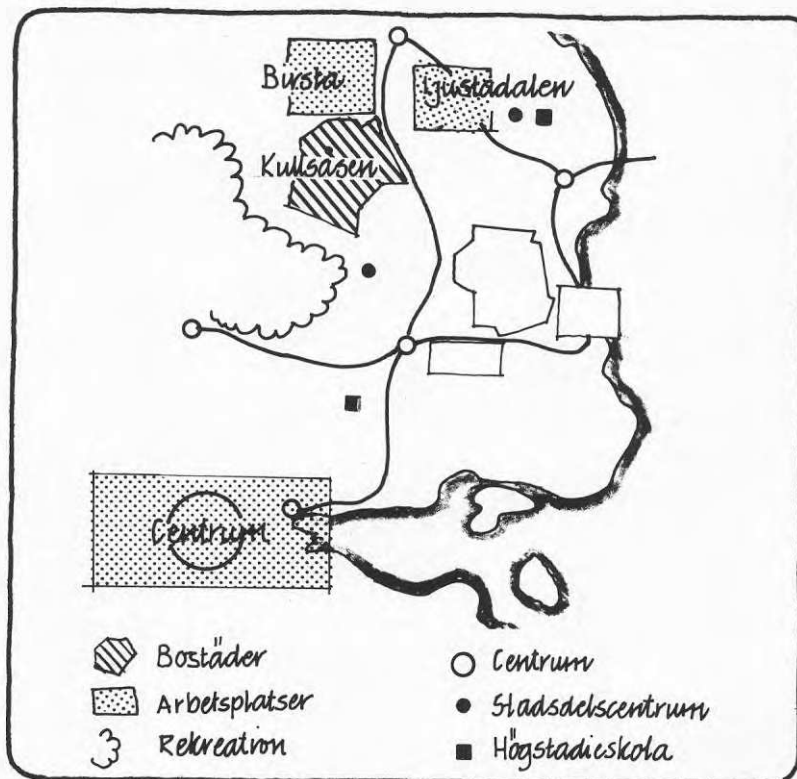 Birsta
Ljustadalen
Kullsåsen
Centrum
Bostäder
Arbetsplatser
Rekreation
Centrum
Stadsdelscentrum
Högstadieskola